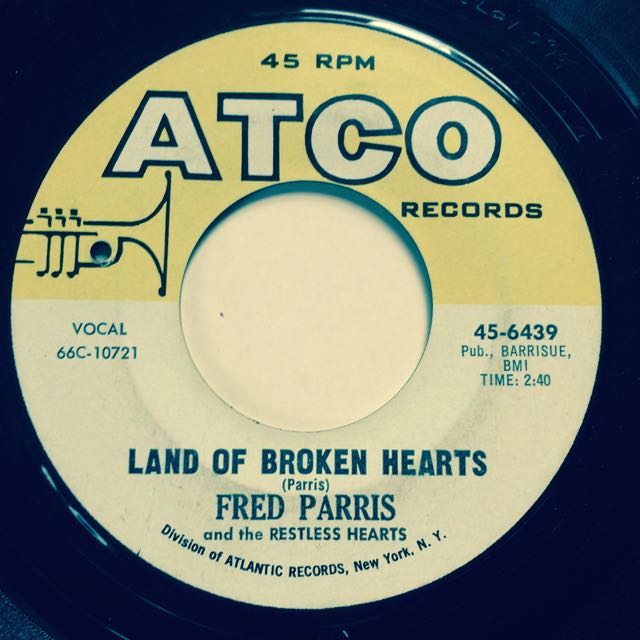 45 RPM
ATCO
RECORDS
VOCAL
66C-10721
45-6439
Pub., BARRISUE,
BMI
TIME: 2:40
LAND OF BROKEN HEARTS
(Parris)
FRED PARRIS
and the RESTLESS HEARTS
Division of ATLANTIC RECORDS, New York, N. Y.